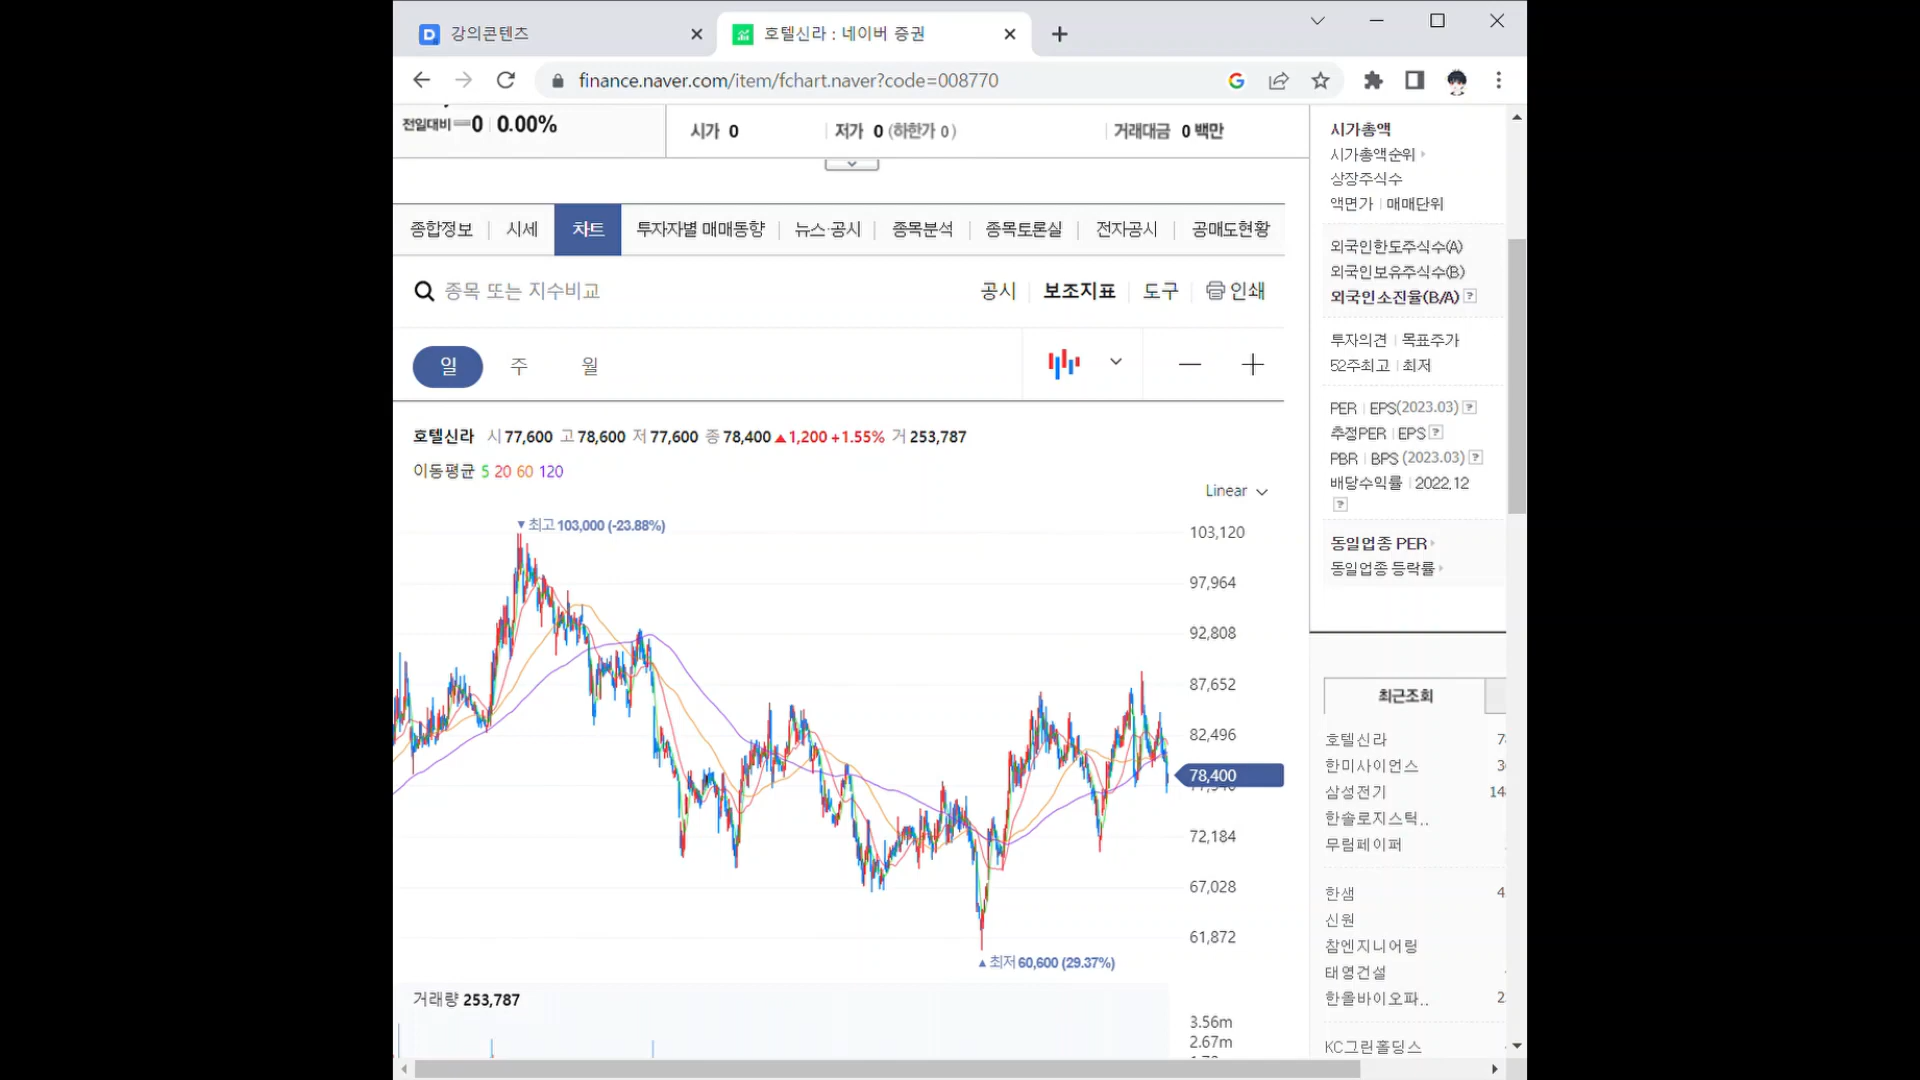 강의콘텐츠
호텔신라 : 네이버 증권
finance.naver.com/item/fchart.naver?code=008770
전일대비 0 0.00%
시가 0
저가 0 (하한가 0 )
거래대금 0 백만
종합정보 시세 차트 투자자별 매매동향 뉴스·공시 종목분석 종목토론실 전자공시 공매도현황
종목 또는 지수비교
공시 보조지표 도구 인쇄
일 주 월
호텔신라 시 77,600 고 78,600 저 77,600 종 78,400 ▲1,200 +1.55% 거 253,787
이동평균 5 20 60 120
Linear
▼최고 103,000 (-23.88%)
103,120
97,964
92,808
87,652
82,496
78,400
72,184
67,028
61,872
▲최저 60,600 (29.37%)
거래량 253,787
3.56m
2.67m
시가총액
시가총액순위
상장주식수
액면가 매매단위
외국인한도주식수(A)
외국인보유주식수(B)
외국인소진율(B/A) ?
투자의견 목표주가
52주최고 최저
PER EPS(2023.03) ?
추정PER EPS ?
PBR BPS (2023.03) ?
배당수익률 2022.12
?
동일업종 PER
동일업종 등락률
최근조회
호텔신라
한미사이언스
삼성전기
한솔로지스틱..
무림페이퍼
한샘
신원
참엔지니어링
태영건설
한올바이오파..
KC그린홀딩스